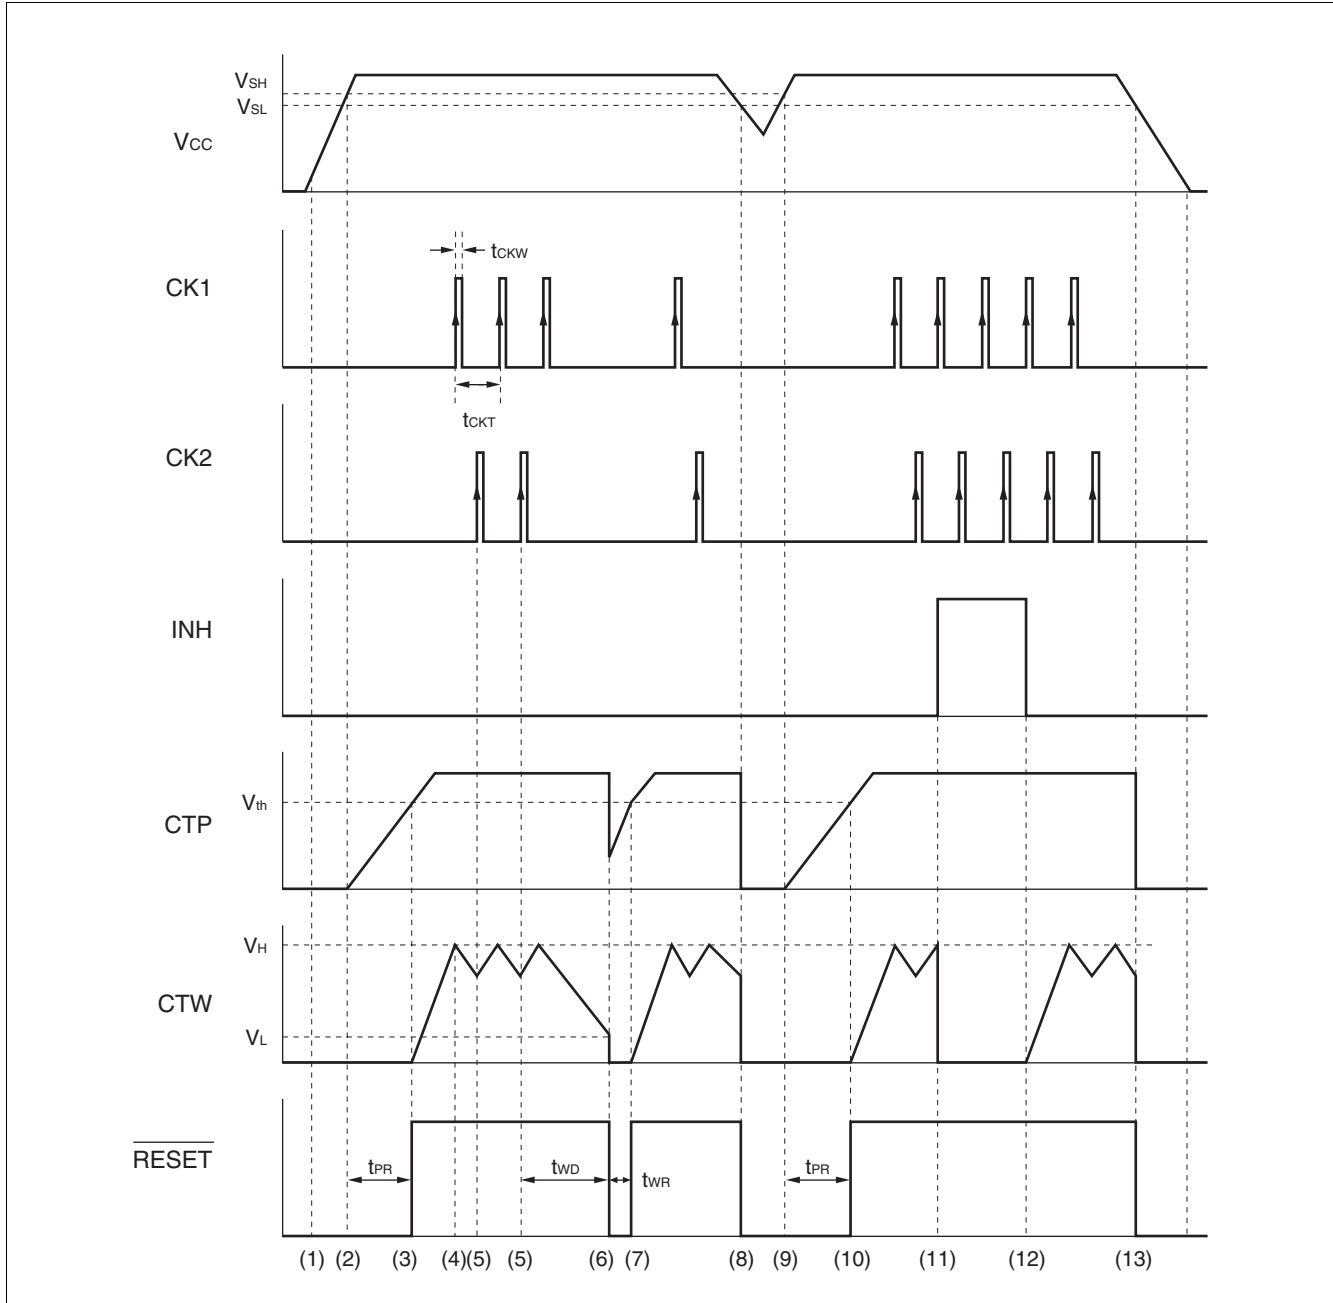 VSH
VSL
VCC
tCKW
CK1
tCKT
CK2
INH
Vth
CTP
VH
CTW
VL
RESET
tPR
tWD
tWR
tPR
(1) (2) (3) (4)(5) (5) (6) (7) (8) (9) (10) (11) (12) (13)